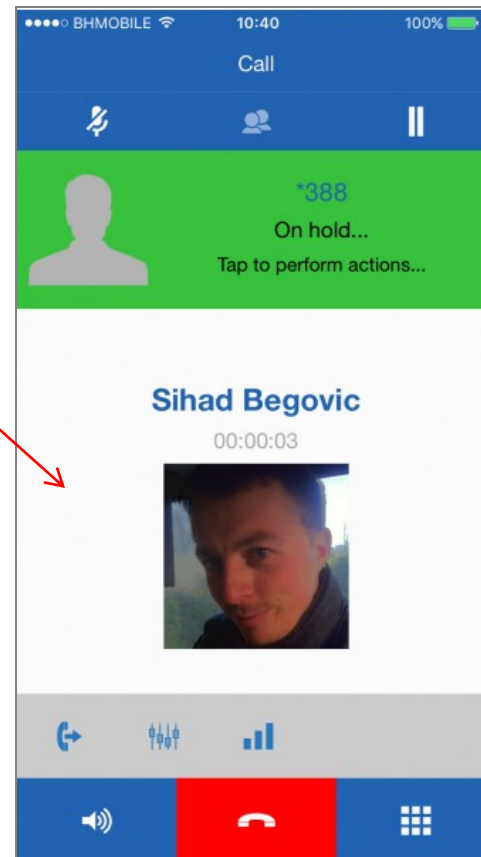 BHMOBILE 10:40 100%
Call
*388
On hold...
Tap to perform actions...
Sihad Begovic
00:00:03